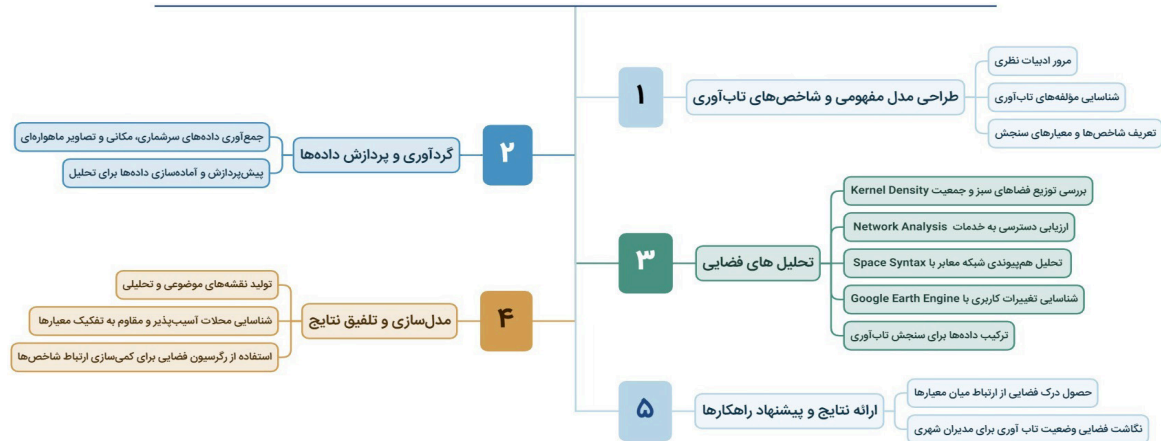 ۱
طراحی مدل مفهومی و شاخص‌های تاب‌آوری
مرور ادبیات نظری
شناسایی مؤلفه‌های تاب‌آوری
تعریف شاخص‌ها و معیارهای سنجش
۲
گردآوری و پردازش داده‌ها
جمع‌آوری داده‌های سرشماری، مکانی و تصاویر ماهواره‌ای
پیش‌پردازش و آماده‌سازی داده‌ها برای تحلیل
۳
تحلیل های فضایی
بررسی توزیع فضاهای سبز و جمعیت Kernel Density
ارزیابی دسترسی به خدمات Network Analysis
تحلیل هم‌پیوندی شبکه معابر با Space Syntax
شناسایی تغییرات کاربری با Google Earth Engine
ترکیب داده‌ها برای سنجش تاب‌آوری
۴
مدل‌سازی و تلفیق نتایج
تولید نقشه‌های موضوعی و تحلیلی
شناسایی محلات آسیب‌پذیر و مقاوم به تفکیک معیارها
استفاده از رگرسیون فضایی برای کمی‌سازی ارتباط شاخص‌ها
۵
ارائه نتایج و پیشنهاد راهکارها
حصول درک فضایی از ارتباط میان معیارها
نگاشت فضایی وضعیت تاب آوری برای مدیران شهری